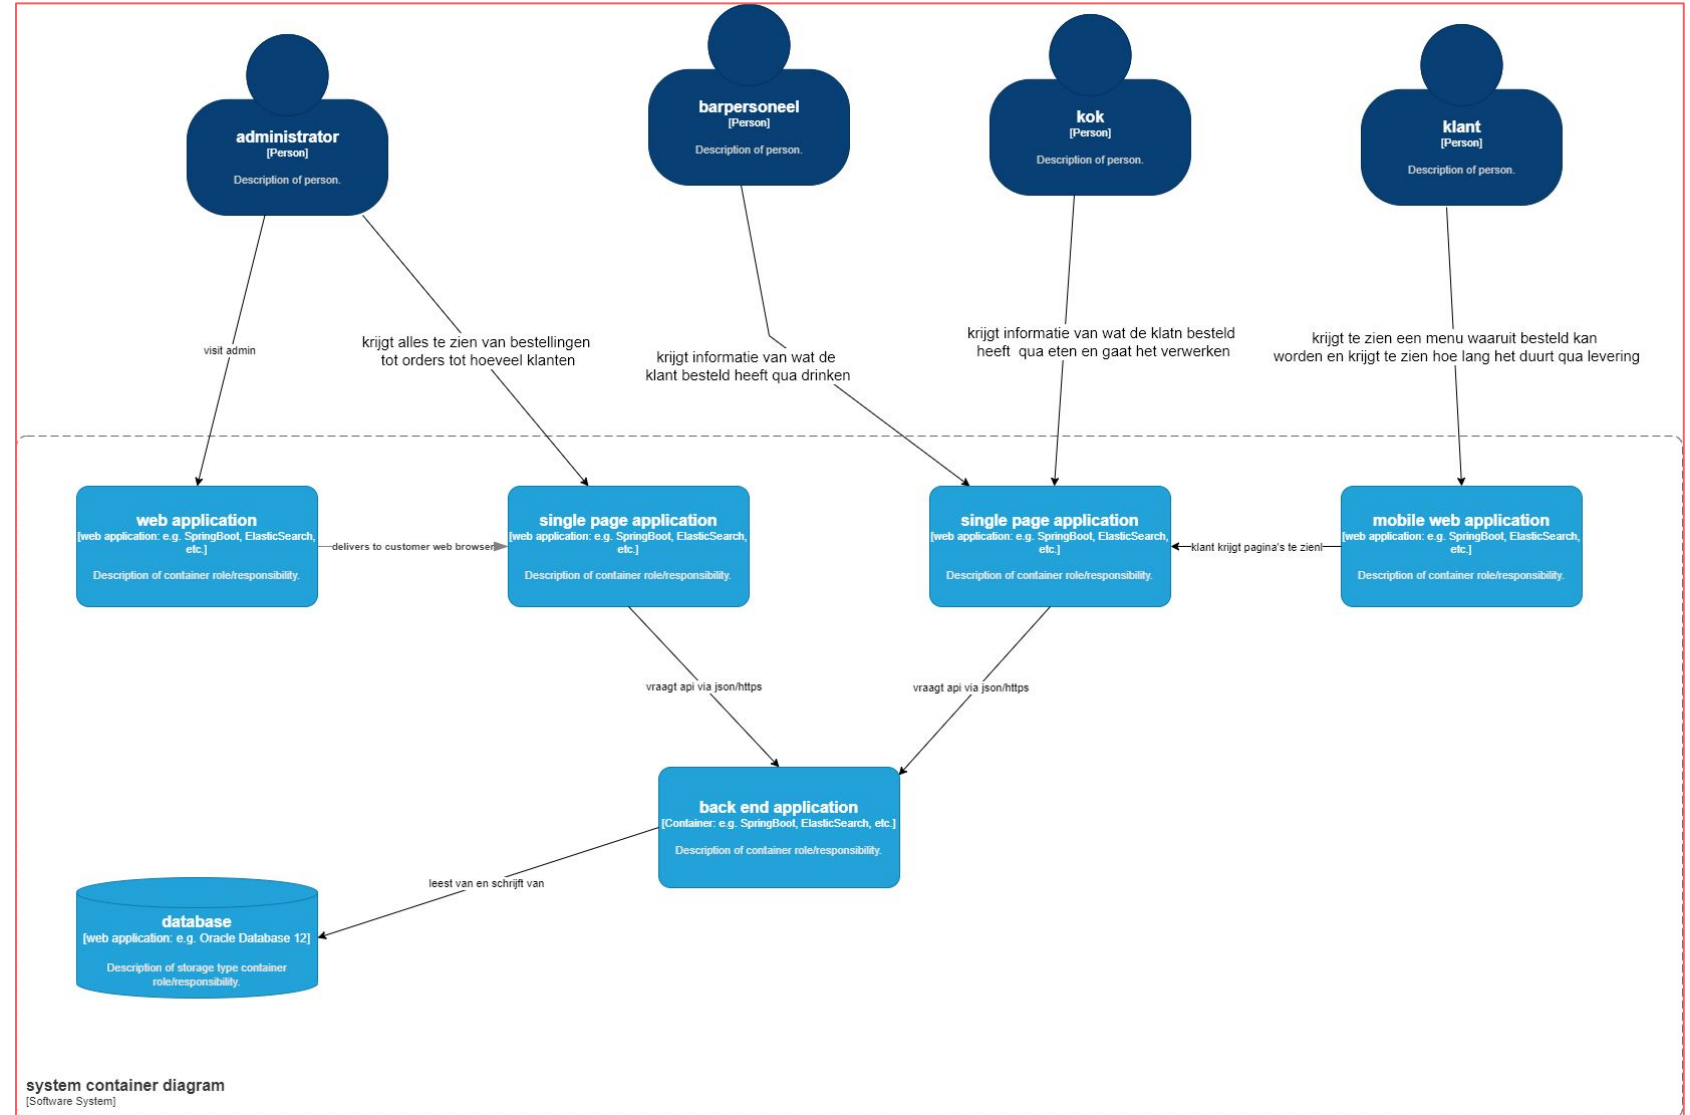 administrator
[Person]
Description of person.
barpersoneel
[Person]
Description of person.
kok
[Person]
Description of person.
klant
[Person]
Description of person.
visit admin
krijgt alles te zien van bestellingen
tot orders tot hoeveel klanten
krijgt informatie van wat de
klant besteld heeft qua drinken
krijgt informatie van wat de klatn besteld
heeft qua eten en gaat het verwerken
krijgt te zien een menu waaruit besteld kan
worden en krijgt te zien hoe lang het duurt qua levering
web application
[web application: e.g. SpringBoot, ElasticSearch,
etc.]
Description of container role/responsibility.
delivers to customer web browser
single page application
[web application: e.g. SpringBoot, ElasticSearch,
etc.]
Description of container role/responsibility.
single page application
[web application: e.g. SpringBoot, ElasticSearch,
etc.]
Description of container role/responsibility.
klant krijgt pagina's te zienl
mobile web application
[web application: e.g. SpringBoot, ElasticSearch,
etc.]
Description of container role/responsibility.
vraagt api via json/https
vraagt api via json/https
back end application
[Container: e.g. SpringBoot, ElasticSearch, etc.]
Description of container role/responsibility.
leest van en schrijft van
database
[web application: e.g. Oracle Database 12]
Description of storage type container
role/responsibility.
system container diagram
[Software System]